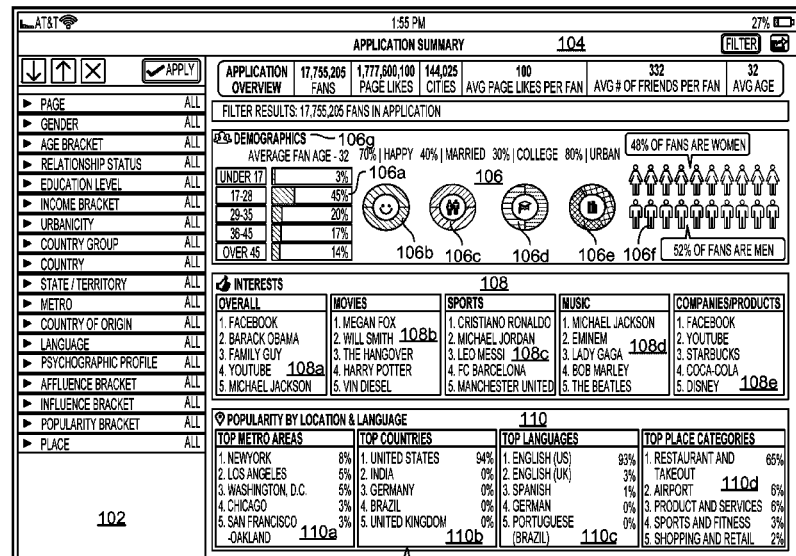 AT&T 1:55 PM 27%
APPLICATION SUMMARY 104 FILTER
APPLY
APPLICATION OVERVIEW
17,755,205 FANS
1,777,600,100 PAGE LIKES
144,025 CITIES
100 AVG PAGE LIKES PER FAN
332 AVG # OF FRIENDS PER FAN
32 AVG AGE
FILTER RESULTS: 17,755,205 FANS IN APPLICATION
PAGE ALL
GENDER ALL
AGE BRACKET ALL
RELATIONSHIP STATUS ALL
EDUCATION LEVEL ALL
INCOME BRACKET ALL
URBANICITY ALL
COUNTRY GROUP ALL
COUNTRY ALL
STATE / TERRITORY ALL
METRO ALL
COUNTRY OF ORIGIN ALL
LANGUAGE ALL
PSYCHOGRAPHIC PROFILE ALL
AFFLUENCE BRACKET ALL
INFLUENCE BRACKET ALL
POPULARITY BRACKET ALL
PLACE ALL
102
DEMOGRAPHICS 106g
AVERAGE FAN AGE - 32 70% | HAPPY 40% | MARRIED 30% | COLLEGE 80% | URBAN
48% OF FANS ARE WOMEN
UNDER 17 3%
17-28 45%
29-35 20%
36-45 17%
OVER 45 14%
106a 106
106b 106c 106d 106e 106f
52% OF FANS ARE MEN
INTERESTS 108
OVERALL
1. FACEBOOK
2. BARACK OBAMA
3. FAMILY GUY
4. YOUTUBE 108a
5. MICHAEL JACKSON
MOVIES
1. MEGAN FOX
2. WILL SMITH 108b
3. THE HANGOVER
4. HARRY POTTER
5. VIN DIESEL
SPORTS
1. CRISTIANO RONALDO
2. MICHAEL JORDAN
3. LEO MESSI 108c
4. FC BARCELONA
5. MANCHESTER UNITED
MUSIC
1. MICHAEL JACKSON
2. EMINEM
3. LADY GAGA 108d
4. BOB MARLEY
5. THE BEATLES
COMPANIES/PRODUCTS
1. FACEBOOK
2. YOUTUBE
3. STARBUCKS
4. COCA-COLA
5. DISNEY 108e
POPULARITY BY LOCATION & LANGUAGE 110
TOP METRO AREAS
1. NEWYORK 8%
2. LOS ANGELES 5%
3. WASHINGTON, D.C. 5%
4. CHICAGO 3%
5. SAN FRANCISCO 3%
-OAKLAND 110a
TOP COUNTRIES
1. UNITED STATES 94%
2. INDIA 0%
3. GERMANY 0%
4. BRAZIL 0%
5. UNITED KINGDOM 0%
110b
TOP LANGUAGES
1. ENGLISH (US) 93%
2. ENGLISH (UK) 3%
3. SPANISH 1%
4. GERMAN 0%
5. PORTUGUESE 0%
(BRAZIL) 110c
TOP PLACE CATEGORIES
1. RESTAURANT AND 65%
TAKEOUT 110d
2. AIRPORT 6%
3. PRODUCT AND SERVICES 6%
4. SPORTS AND FITNESS 3%
5. SHOPPING AND RETAIL 2%